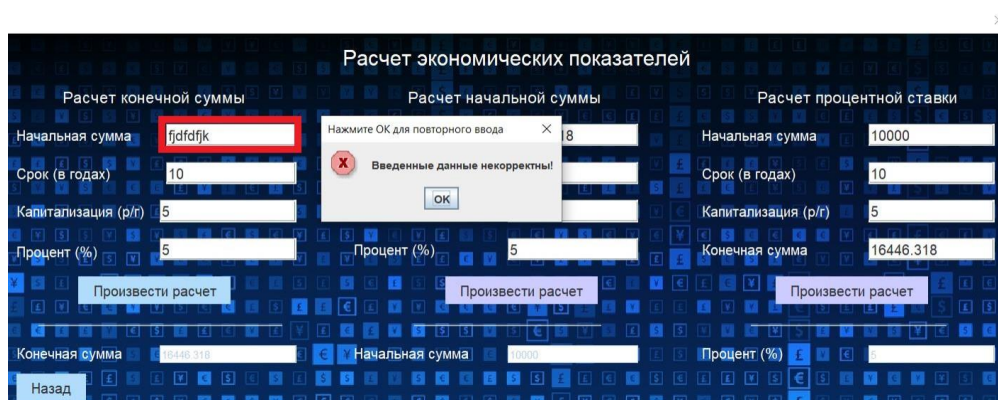 Расчет экономических показателей
Расчет конечной суммы
Начальная сумма
fjdfdfjk
Срок (в годах)
10
Капитализация (р/г)
5
Процент (%)
5
Произвести расчет
Конечная сумма
16446.318
Назад
Расчет начальной суммы
Нажмите ОК для повторного ввода
18
Введенные данные некорректны!
ОК
Процент (%)
5
Произвести расчет
Начальная сумма
10000
Расчет процентной ставки
Начальная сумма
10000
Срок (в годах)
10
Капитализация (р/г)
5
Конечная сумма
16446.318
Произвести расчет
Процент (%)
5